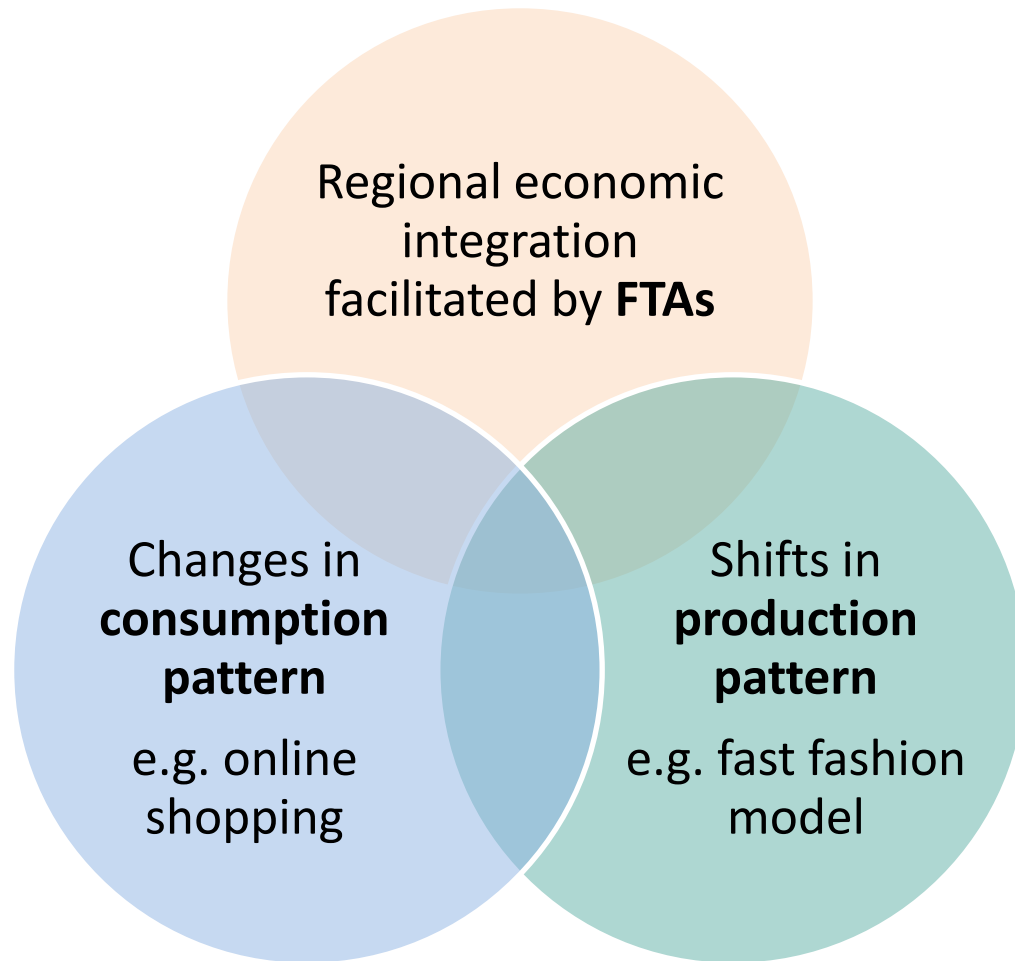 Regional economic
integration
facilitated by FTAs
Changes in
consumption
pattern
e.g. online
shopping
Shifts in
production
pattern
e.g. fast fashion
model